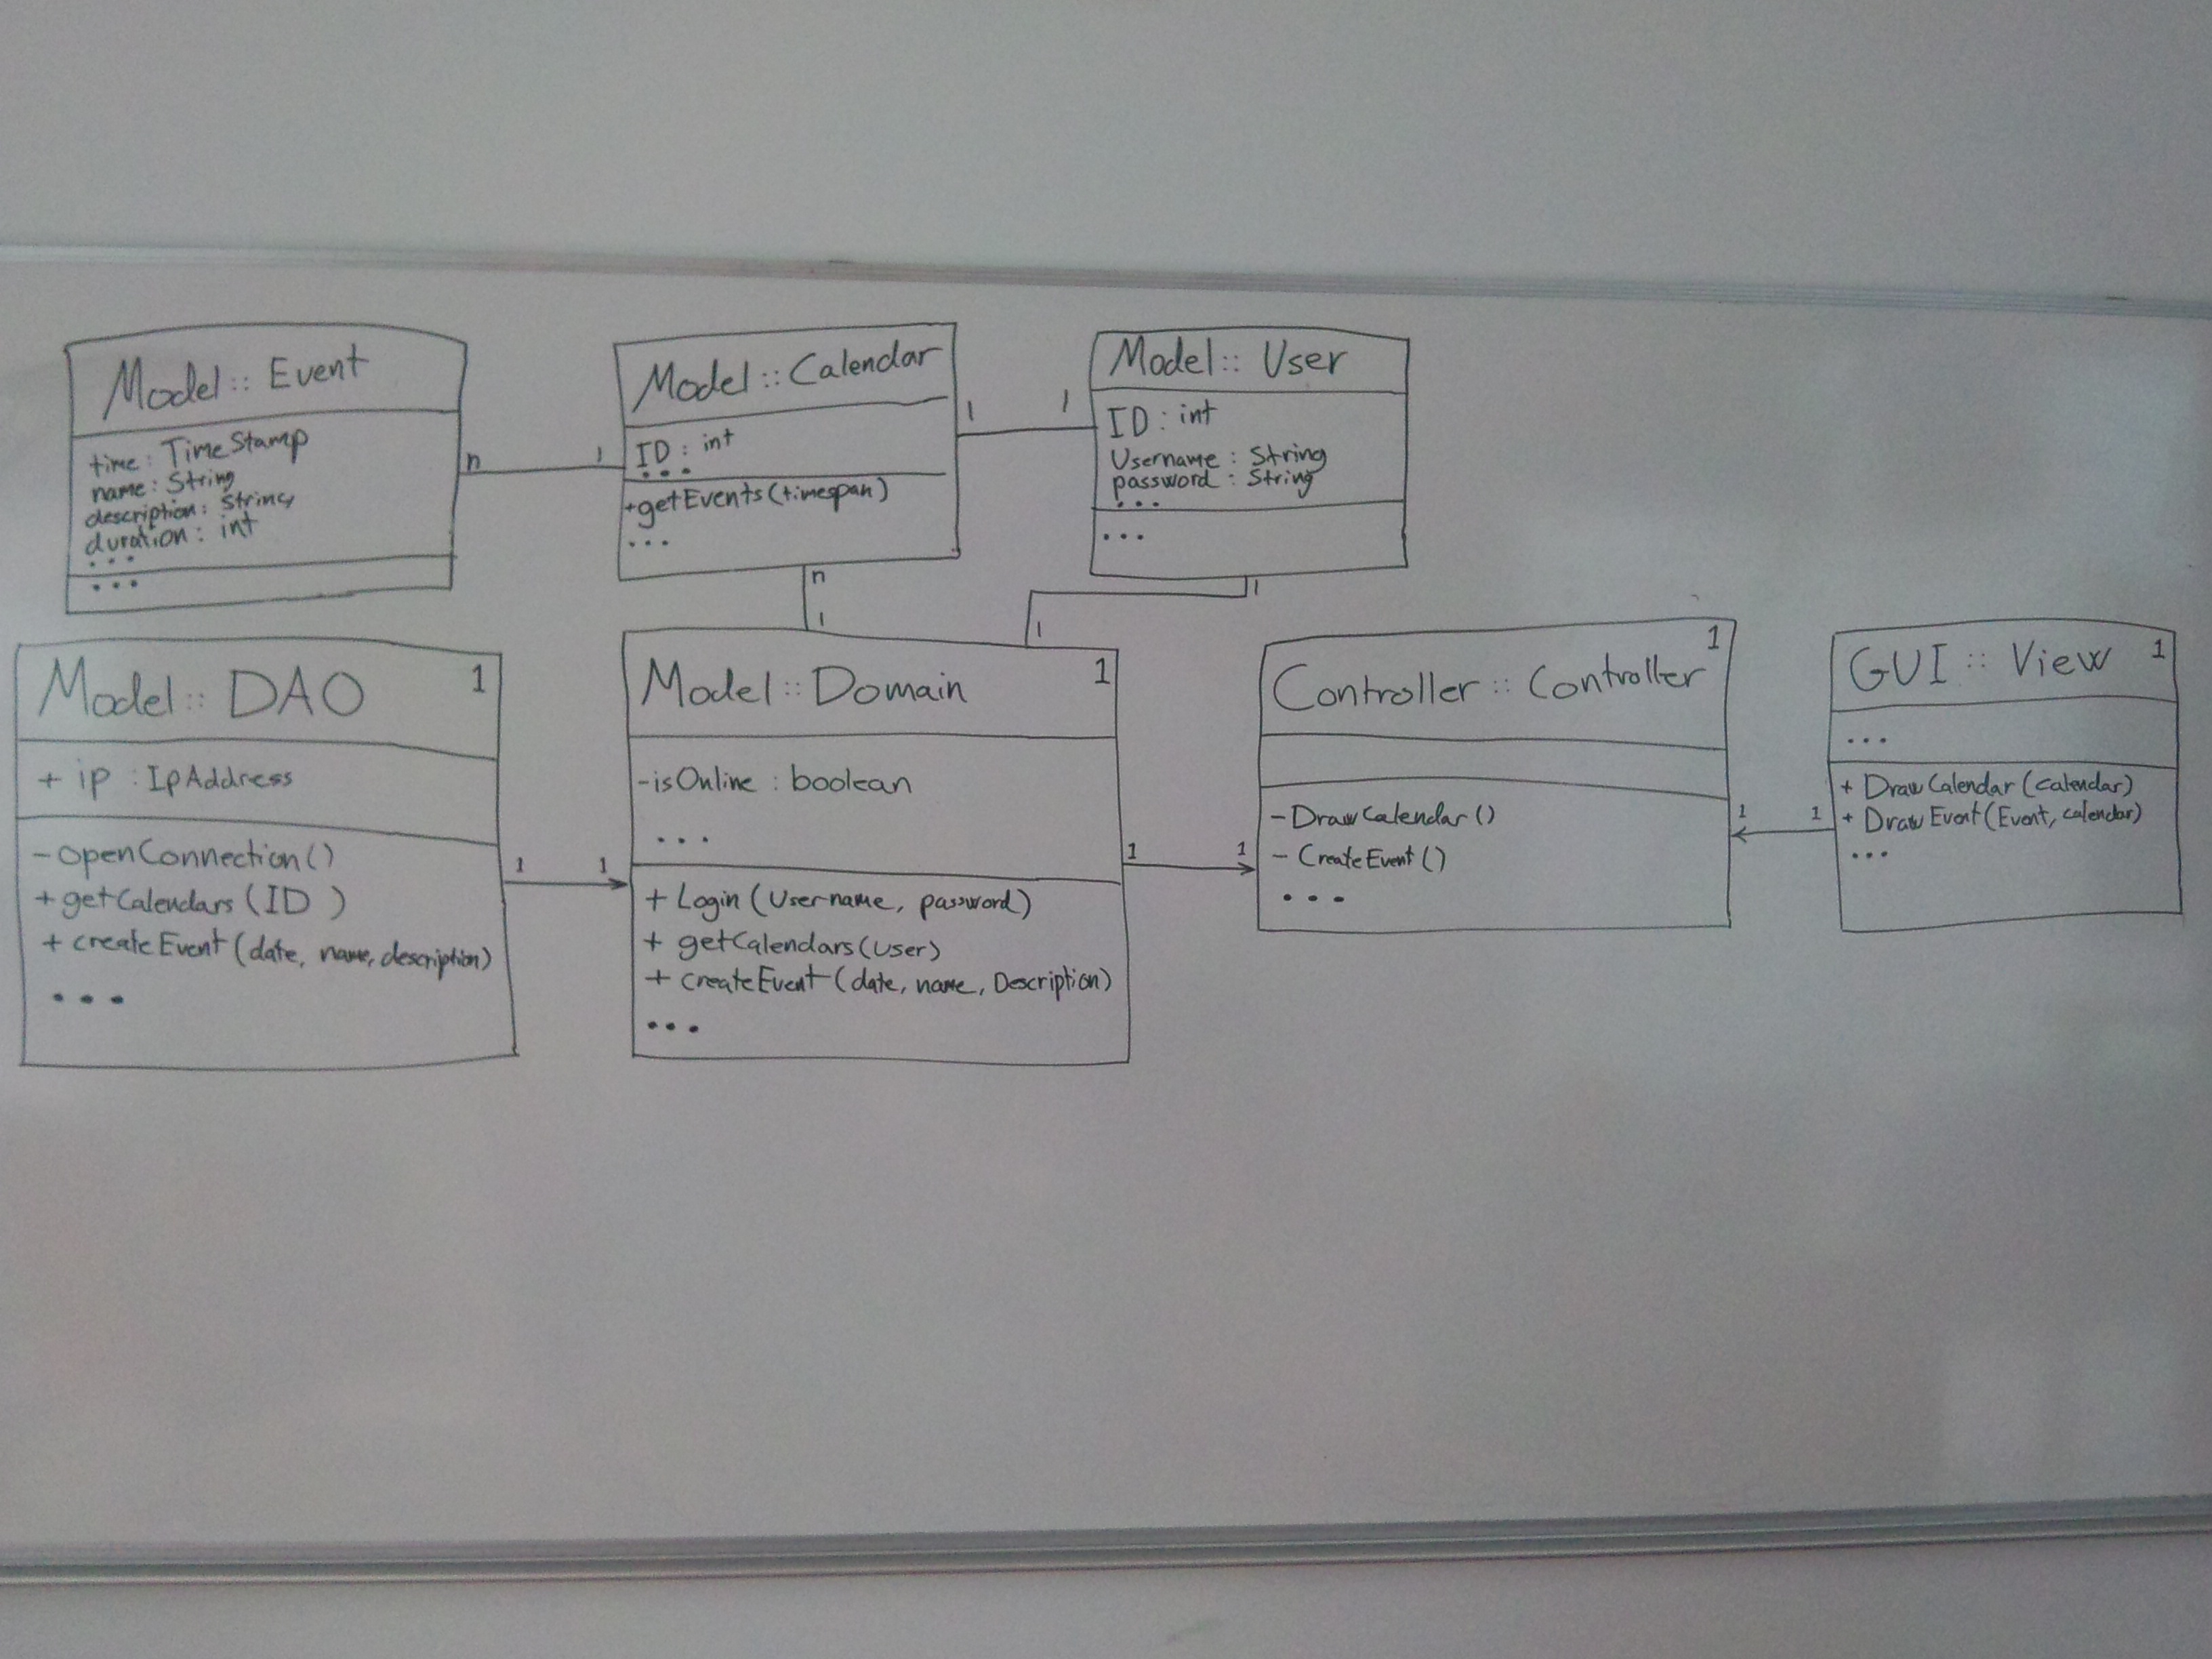 Model :: Event
time : TimeStamp
name : String
description : String
duration : int
...
...
n 1
Model :: Calendar
ID : int
...
+getEvents(timespan)
...
1 1
Model :: User
ID : int
Username : String
password : String
...
...
n
1
1
1
Model :: DAO 1
+ ip : IpAddress
- openConnection()
+ getCalendars (ID )
+ createEvent (date, name, description)
...
1 1
Model :: Domain 1
- isOnline : boolean
...
+ Login (Username, password)
+ getCalendars (User)
+ createEvent (date, name, Description)
...
1 1
Controller :: Controller 1
- DrawCalendar ()
- CreateEvent ()
...
1 1
GUI :: View 1
...
+ DrawCalendar (calendar)
+ DrawEvent (Event, calendar)
...